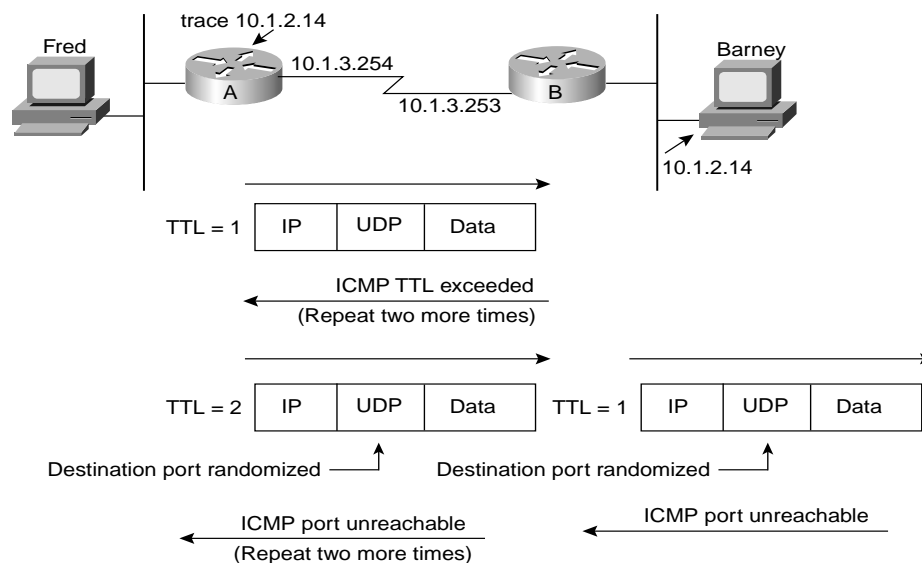 trace 10.1.2.14
Fred
Barney
10.1.3.254
A
B
10.1.3.253
10.1.2.14
TTL = 1 IP UDP Data
ICMP TTL exceeded
(Repeat two more times)
TTL = 2 IP UDP Data TTL = 1 IP UDP Data
Destination port randomized Destination port randomized
ICMP port unreachable ICMP port unreachable
(Repeat two more times)